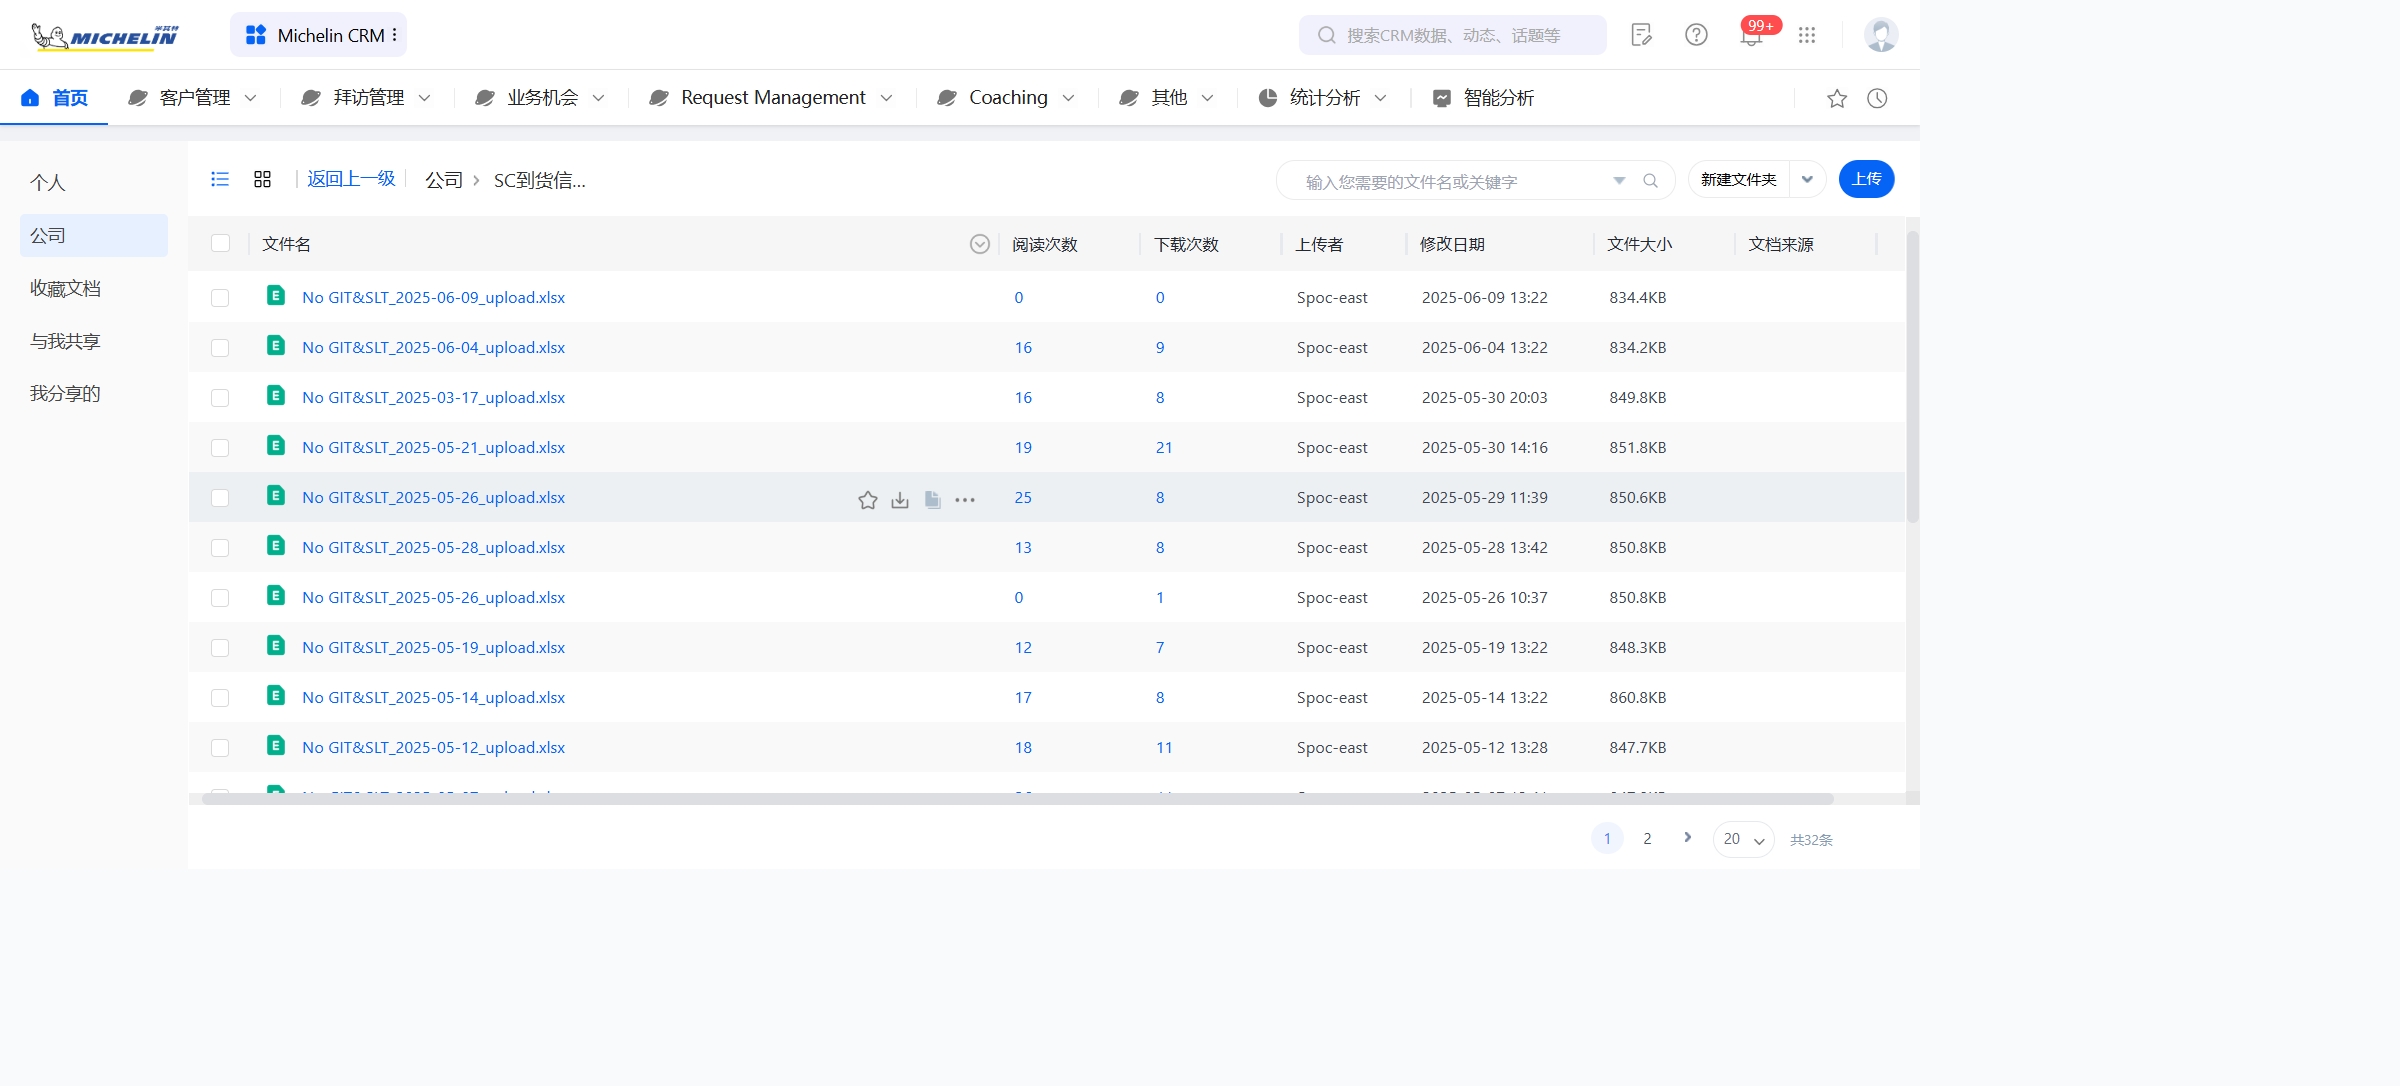 MICHELIN
Michelin CRM
搜索CRM数据、动态、话题等
99+
首页
客户管理
拜访管理
业务机会
Request Management
Coaching
其他
统计分析
智能分析
个人
公司
收藏文档
与我共享
我分享的
返回上一级 公司 > SC到货信...
输入您需要的文件名或关键字
新建文件夹
上传
文件名 阅读次数 下载次数 上传者 修改日期 文件大小 文档来源
No GIT&SLT_2025-06-09_upload.xlsx 0 0 Spoc-east 2025-06-09 13:22 834.4KB
No GIT&SLT_2025-06-04_upload.xlsx 16 9 Spoc-east 2025-06-04 13:22 834.2KB
No GIT&SLT_2025-03-17_upload.xlsx 16 8 Spoc-east 2025-05-30 20:03 849.8KB
No GIT&SLT_2025-05-21_upload.xlsx 19 21 Spoc-east 2025-05-30 14:16 851.8KB
No GIT&SLT_2025-05-26_upload.xlsx 25 8 Spoc-east 2025-05-29 11:39 850.6KB
No GIT&SLT_2025-05-28_upload.xlsx 13 8 Spoc-east 2025-05-28 13:42 850.8KB
No GIT&SLT_2025-05-26_upload.xlsx 0 1 Spoc-east 2025-05-26 10:37 850.8KB
No GIT&SLT_2025-05-19_upload.xlsx 12 7 Spoc-east 2025-05-19 13:22 848.3KB
No GIT&SLT_2025-05-14_upload.xlsx 17 8 Spoc-east 2025-05-14 13:22 860.8KB
No GIT&SLT_2025-05-12_upload.xlsx 18 11 Spoc-east 2025-05-12 13:28 847.7KB
1 2 > 20 共32条